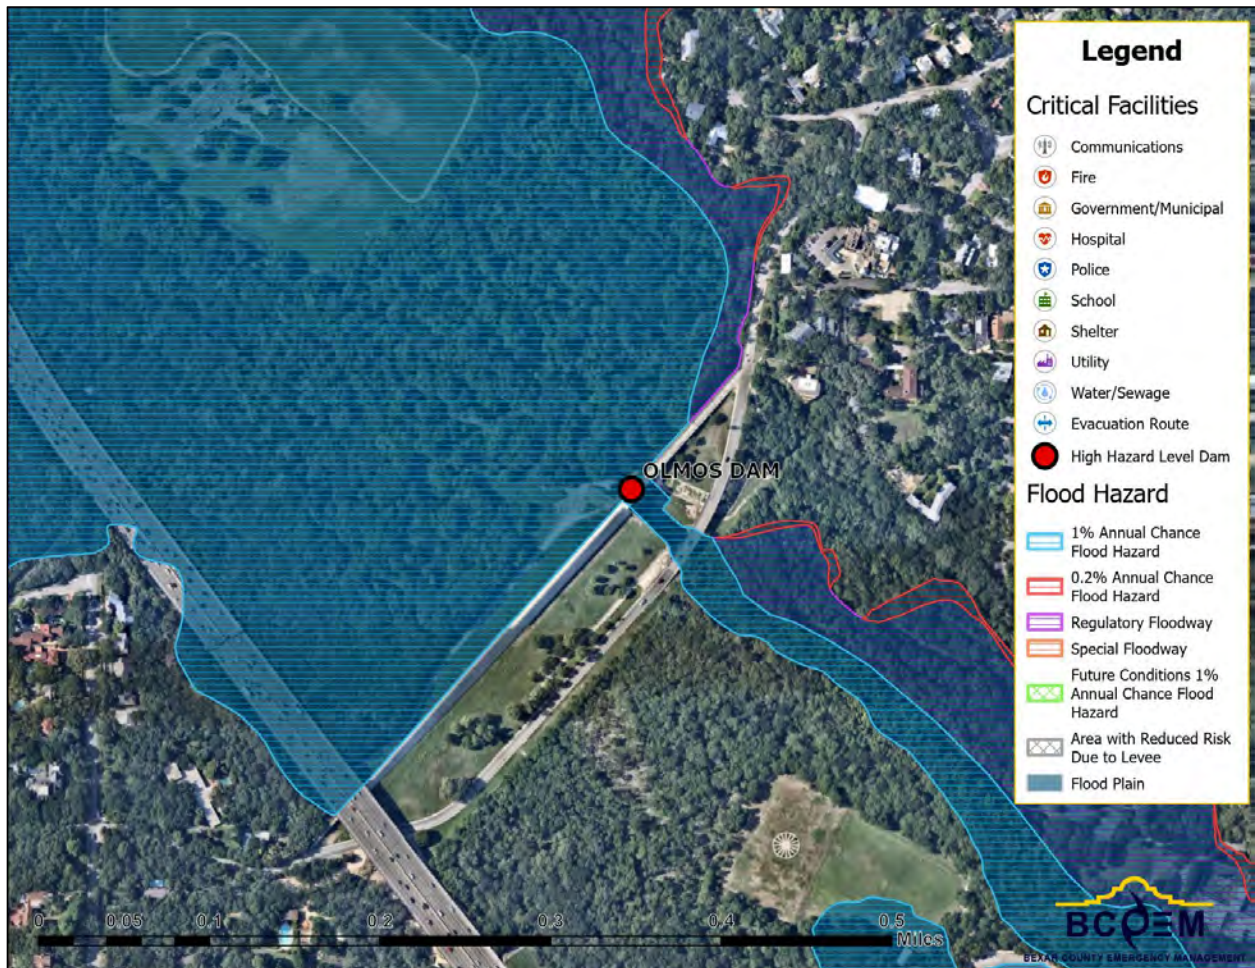 Legend
Critical Facilities
Communications
Fire
Government/Municipal
Hospital
Police
School
Shelter
Utility
Water/Sewage
Evacuation Route
High Hazard Level Dam
Flood Hazard
1% Annual Chance
Flood Hazard
0.2% Annual Chance
Flood Hazard
Regulatory Floodway
Special Floodway
Future Conditions 1%
Annual Chance Flood
Hazard
Area with Reduced Risk
Due to Levee
Flood Plain
OLMOS DAM
0 0.05 0.1 0.2 0.3 0.4 0.5
Miles
BCOEM
BEXAR COUNTY EMERGENCY MANAGEMENT